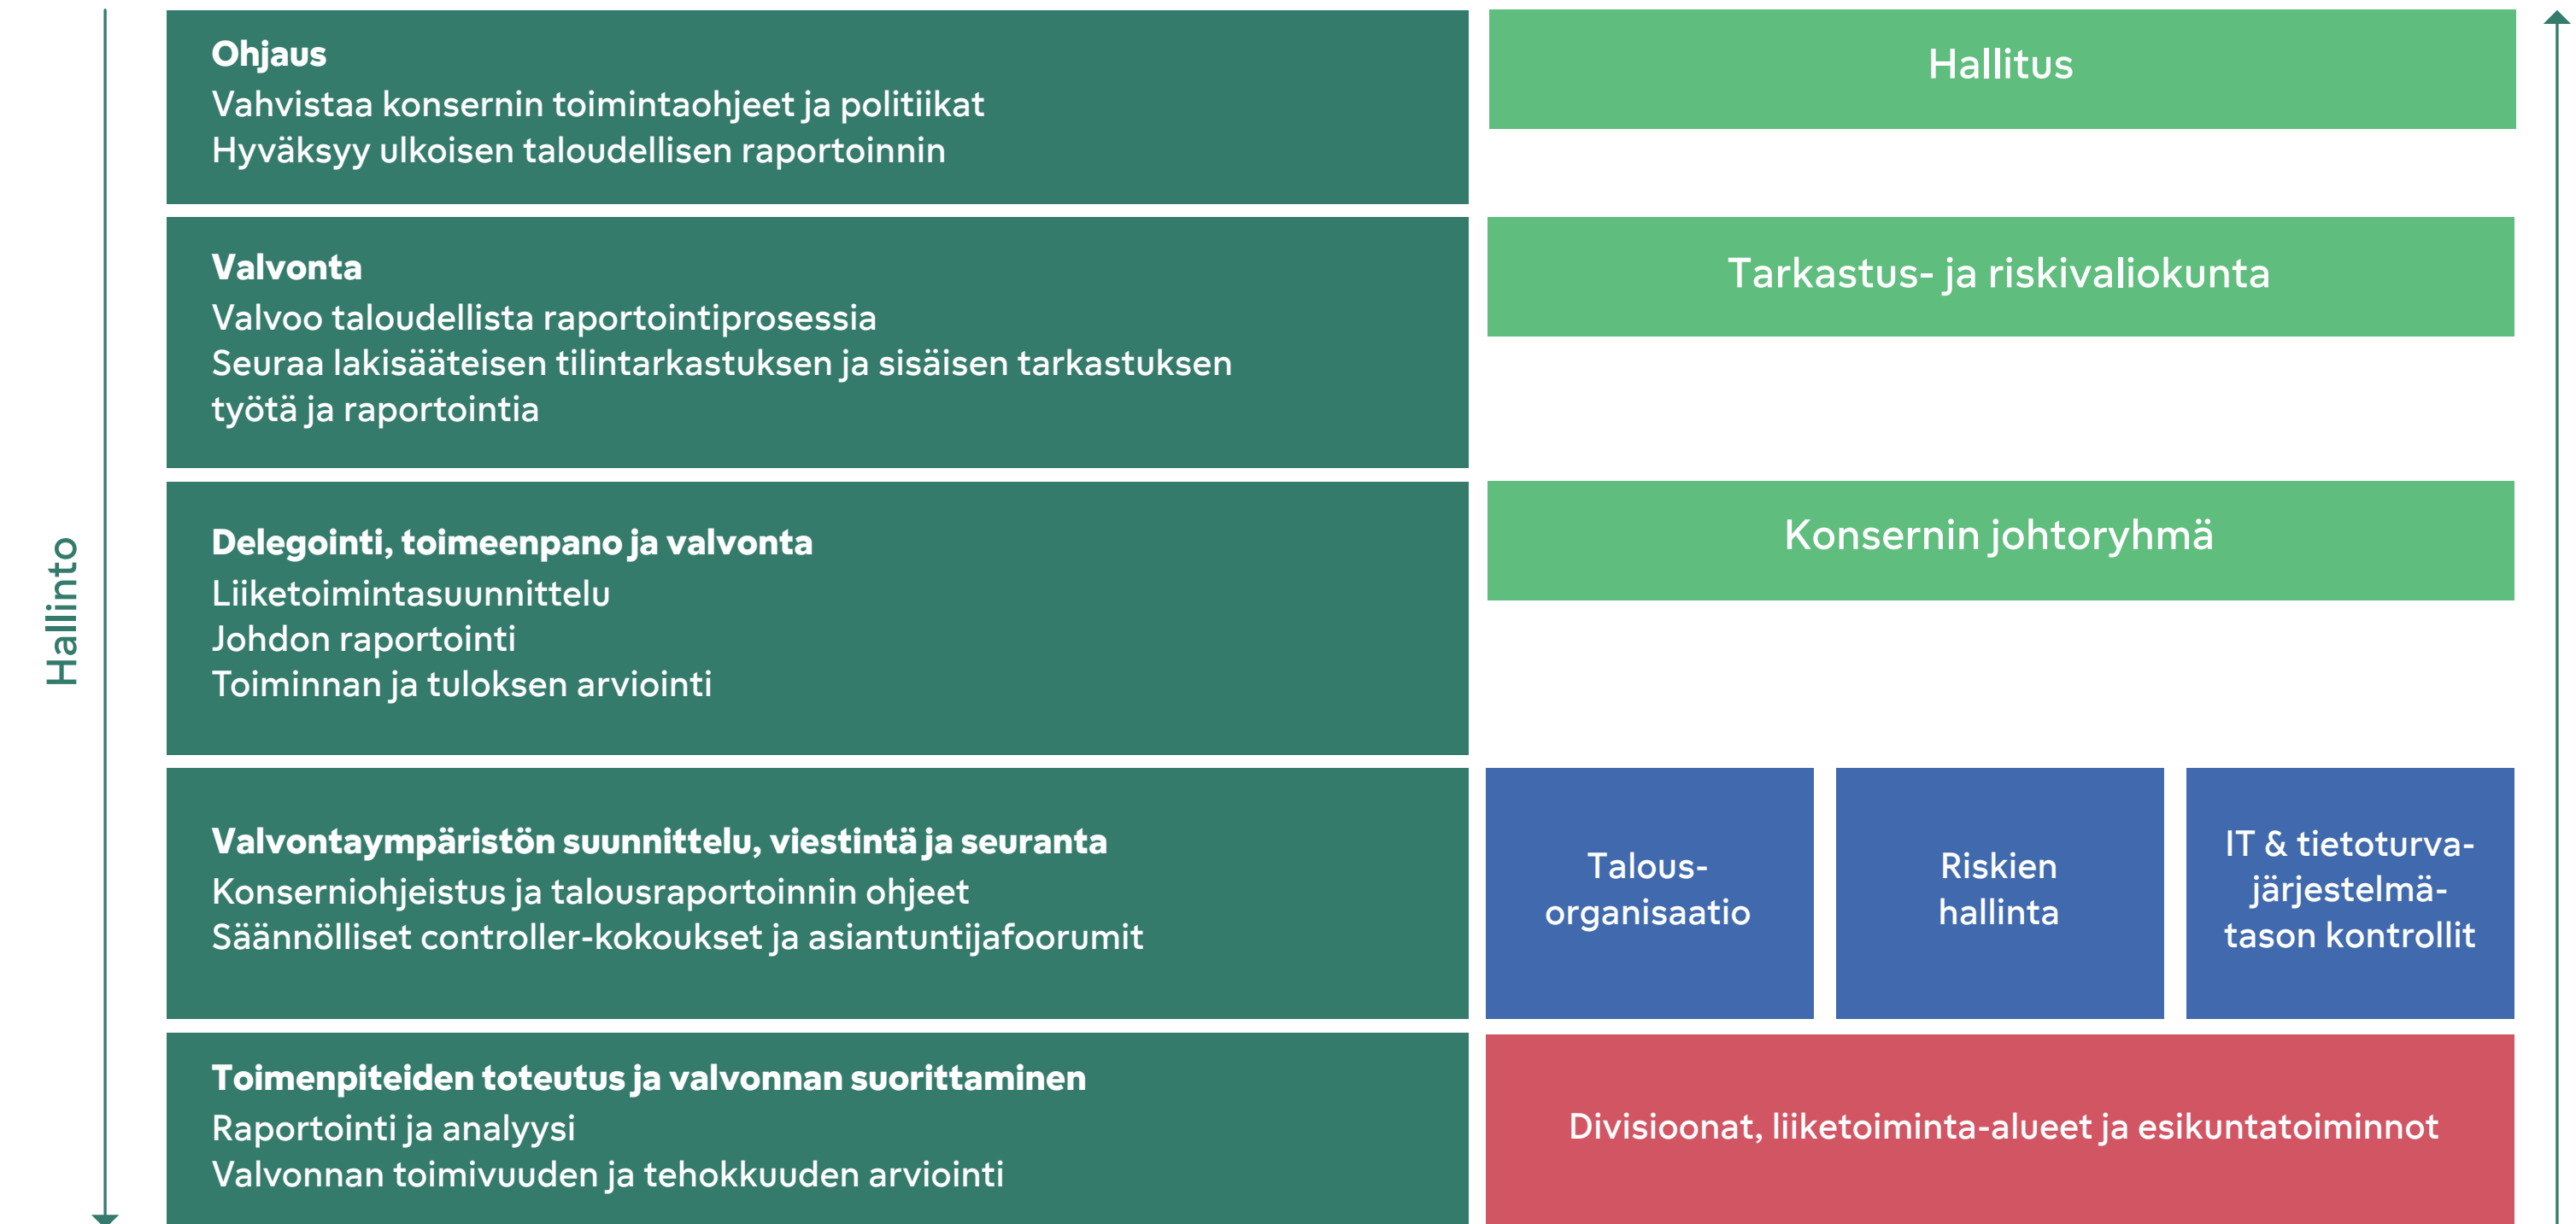 Hallinto
Ohjaus
Vahvistaa konsernin toimintaohjeet ja politiikat
Hyväksyy ulkoisen taloudellisen raportoinnin
Hallitus
Valvonta
Valvoo taloudellista raportointiprosessia
Seuraa lakisääteisen tilintarkastuksen ja sisäisen tarkastuksen
työtä ja raportointia
Tarkastus- ja riskivaliokunta
Delegointi, toimeenpano ja valvonta
Liiketoimintasuunnittelu
Johdon raportointi
Toiminnan ja tuloksen arviointi
Konsernin johtoryhmä
Valvontaympäristön suunnittelu, viestintä ja seuranta
Konserniohjeistus ja talousraportoinnin ohjeet
Säännölliset controller-kokoukset ja asiantuntijafoorumit
Talous-
organisaatio
Riskien
hallinta
IT & tietoturva-
järjestelmä-
tason kontrollit
Toimenpiteiden toteutus ja valvonnan suorittaminen
Raportointi ja analyysi
Valvonnan toimivuuden ja tehokkuuden arviointi
Divisioonat, liiketoiminta-alueet ja esikuntatoiminnot